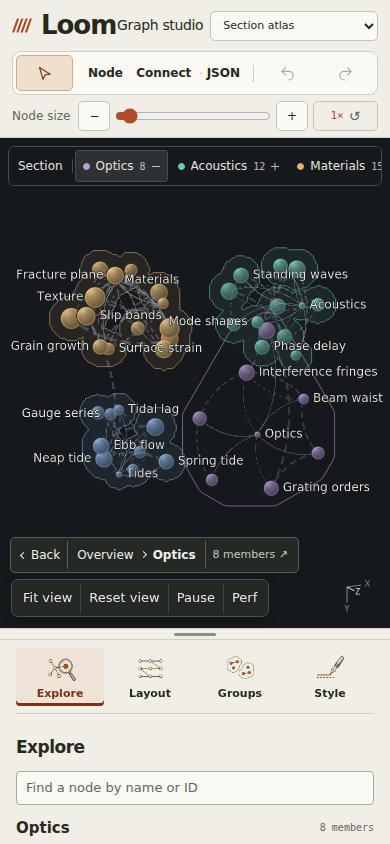 Loom Graph studio Section atlas
Node Connect · JSON
Node size − + 1× ↺
Section Optics 8 − Acoustics 12 + Materials 15
Fracture plane
Materials
Standing waves
Texture
Acoustics
Slip bands
Mode shapes
Grain growth
Surface strain
Phase delay
Interference fringes
Beam waist
Gauge series
Tidal lag
Optics
Ebb flow
Neap tide
Spring tide
Tides
Grating orders
‹ Back Overview › Optics 8 members ↗
Fit view Reset view Pause Perf
X
Z
Y
Explore Layout Groups Style
Explore
Find a node by name or ID
Optics 8 members